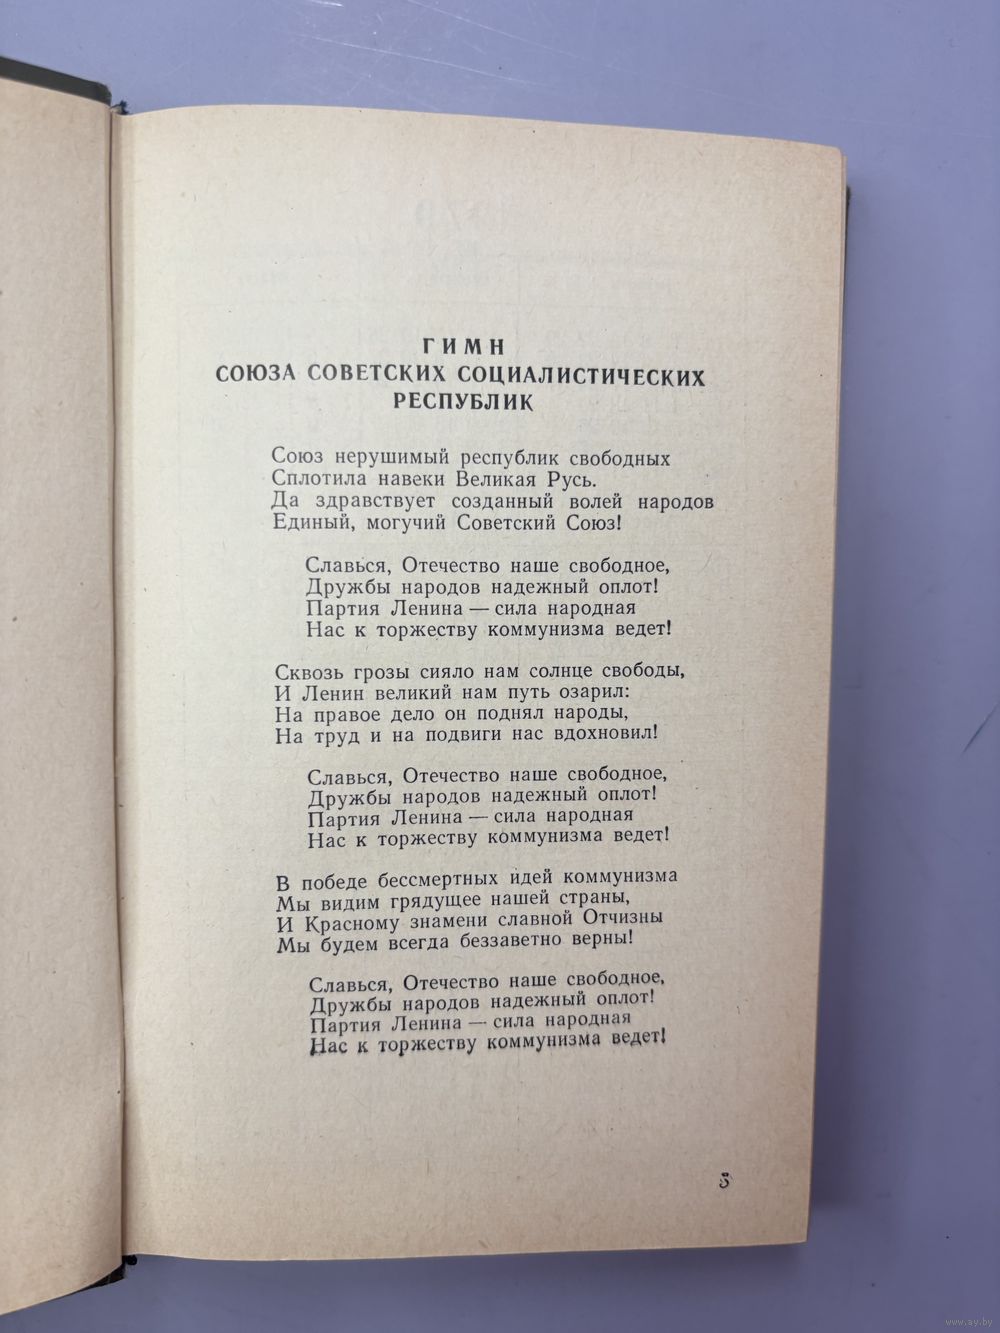 ГИМН
СОЮЗА СОВЕТСКИХ СОЦИАЛИСТИЧЕСКИХ
РЕСПУБЛИК
Союз нерушимый республик свободных
Сплотила навеки Великая Русь.
Да здравствует созданный волей народов
Единый, могучий Советский Союз!
Славься, Отечество наше свободное,
Дружбы народов надежный оплот!
Партия Ленина — сила народная
Нас к торжеству коммунизма ведет!
Сквозь грозы сияло нам солнце свободы,
И Ленин великий нам путь озарил:
На правое дело он поднял народы,
На труд и на подвиги нас вдохновил!
Славься, Отечество наше свободное,
Дружбы народов надежный оплот!
Партия Ленина — сила народная
Нас к торжеству коммунизма ведет!
В победе бессмертных идей коммунизма
Мы видим грядущее нашей страны,
И Красному знамени славной Отчизны
Мы будем всегда беззаветно верны!
Славься, Отечество наше свободное,
Дружбы народов надежный оплот!
Партия Ленина — сила народная
Нас к торжеству коммунизма ведет!
www.ay.by